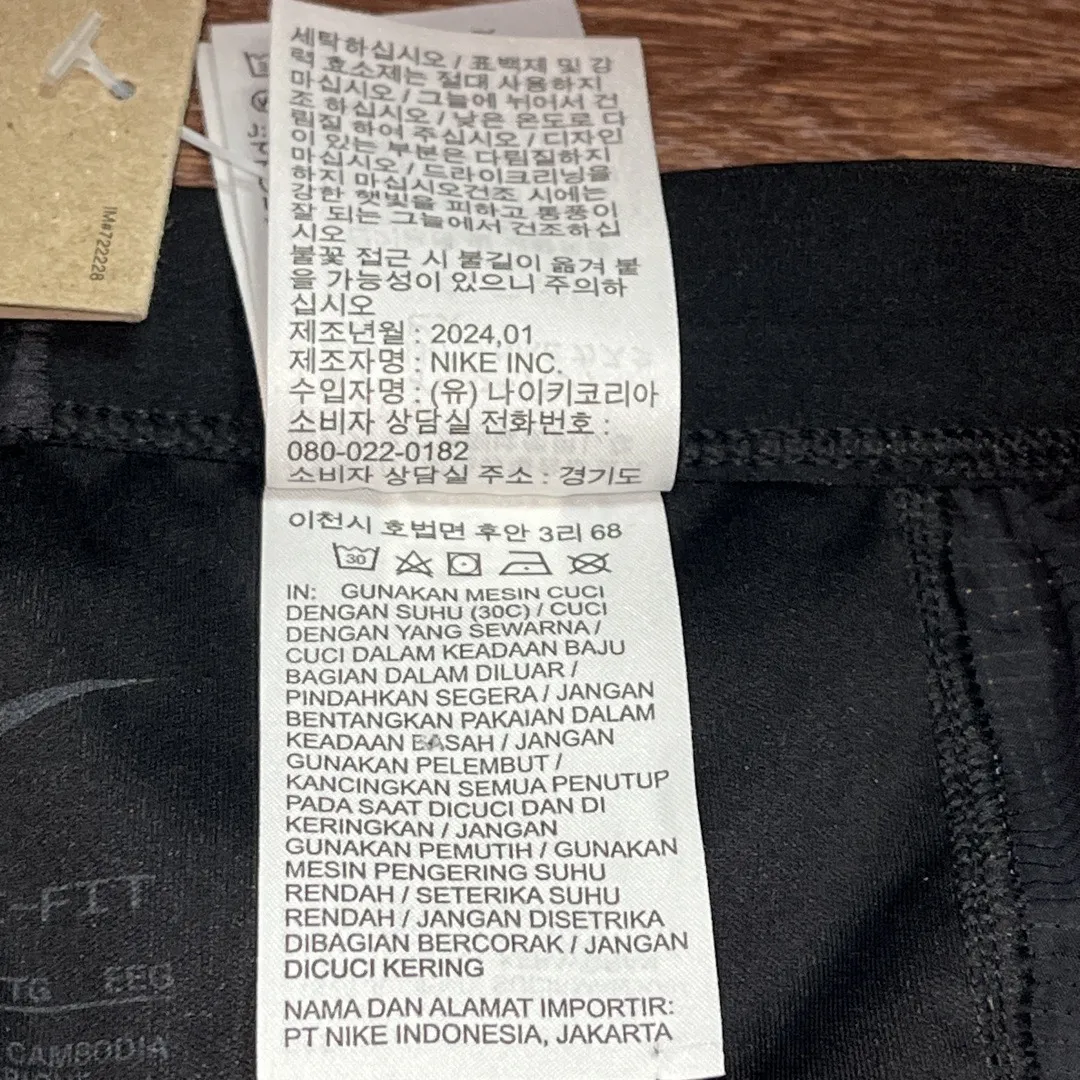 세탁하십시오 / 표백제 및 강
력 효소제는 절대 사용하지
마십시오 / 그늘에 뉘어서 건
조 하십시오 / 낮은 온도로 다
림질 하여 주십시오 / 디자인
이 있는 부분은 다림질하지
마십시오 / 드라이크리닝을
하지 마십시오건조 시에는
강한 햇빛을 피하고 통풍이
잘 되는 그늘에서 건조하십
시오
불꽃 접근 시 불길이 옮겨 붙
을 가능성이 있으니 주의하
십시오
제조년월 : 2024,01
제조자명 : NIKE INC.
수입자명 : (유) 나이키코리아
소비자 상담실 전화번호 :
080-022-0182
소비자 상담실 주소 : 경기도
이천시 호법면 후안 3리 68
30
IN: GUNAKAN MESIN CUCI
DENGAN SUHU (30C) / CUCI
DENGAN YANG SEWARNA /
CUCI DALAM KEADAAN BAJU
BAGIAN DALAM DILUAR /
PINDAHKAN SEGERA / JANGAN
BENTANGKAN PAKAIAN DALAM
KEADAAN BASAH / JANGAN
GUNAKAN PELEMBUT /
KANCINGKAN SEMUA PENUTUP
PADA SAAT DICUCI DAN DI
KERINGKAN / JANGAN
GUNAKAN PEMUTIH / GUNAKAN
MESIN PENGERING SUHU
RENDAH / SETERIKA SUHU
RENDAH / JANGAN DISETRIKA
DIBAGIAN BERCORAK / JANGAN
DICUCI KERING
NAMA DAN ALAMAT IMPORTIR:
PT NIKE INDONESIA, JAKARTA
IM#722228
-FIT
TG EEG
CAMBODIA